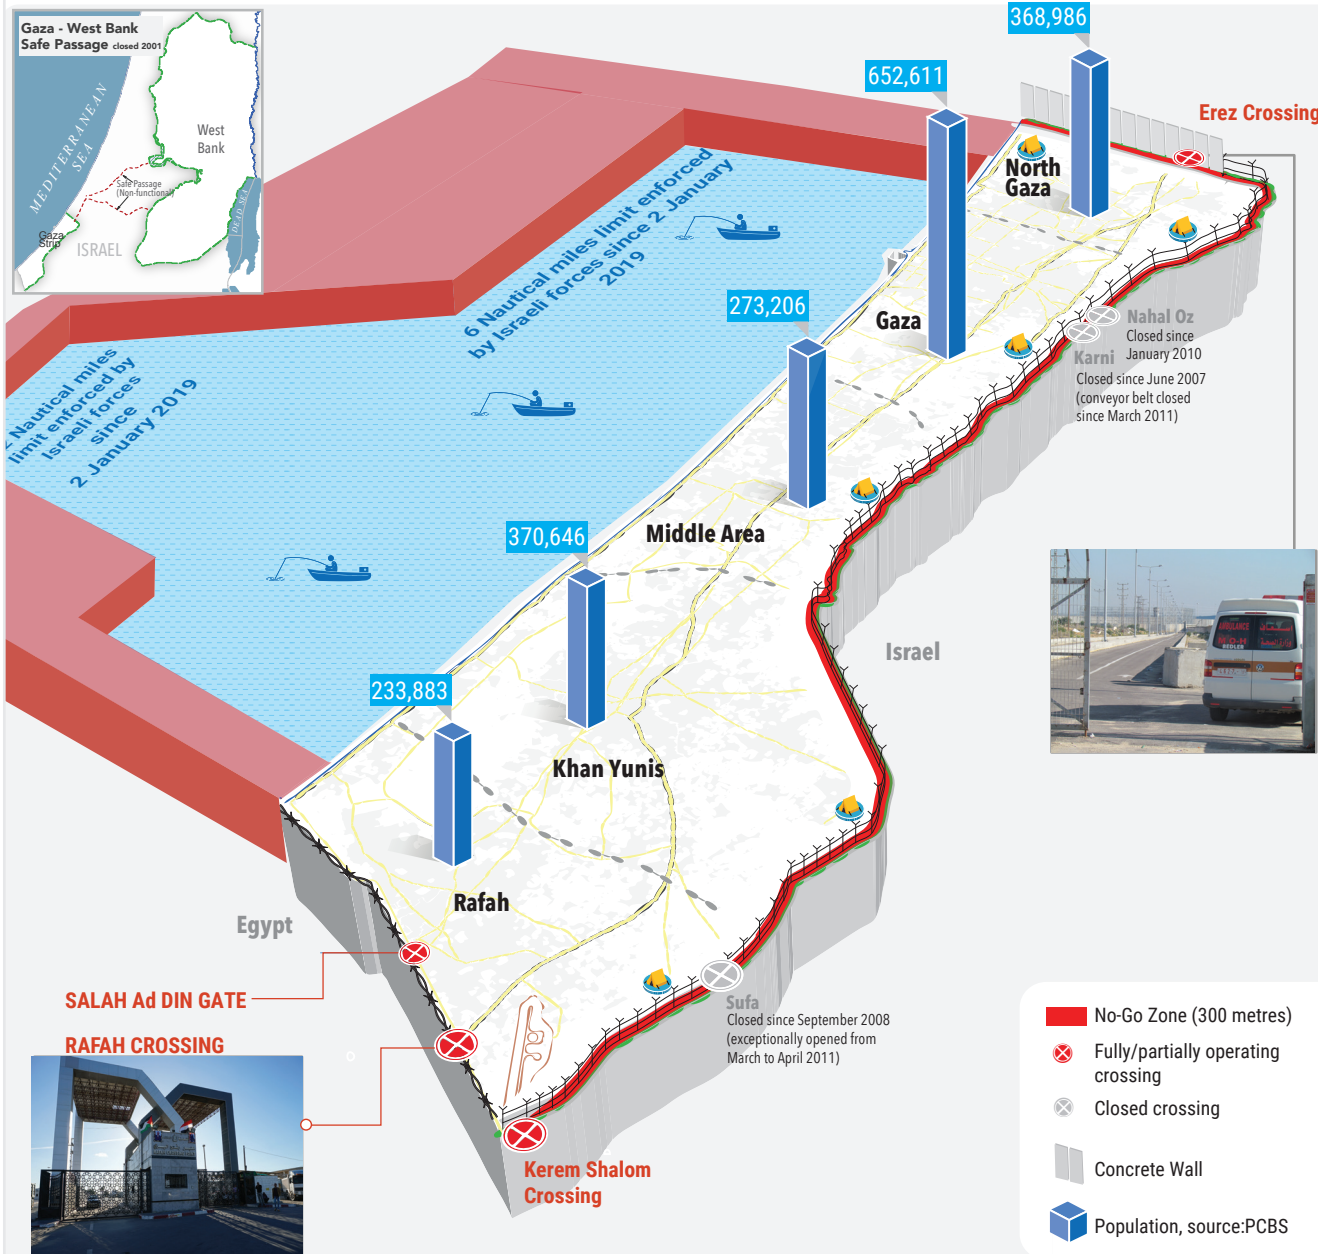 Gaza - West Bank
Safe Passage closed 2001
MEDITERRANEAN
SEA
West
Bank
Safe Passage
(Non-functional)
Gaza
Strip
ISRAEL
DEAD SEA
368,986
652,611
Erez Crossing
North
Gaza
6 Nautical miles limit enforced
by Israeli forces since 2 January
2019
273,206
Gaza
Nahal Oz
Closed since
January 2010
Karni
Closed since June 2007
(conveyor belt closed
since March 2011)
Nautical miles
limit enforced by
Israeli forces
since
2 January 2019
370,646
Middle Area
Israel
AMBULANCE
M.O.H
233,883
Khan Yunis
Rafah
Egypt
SALAH Ad DIN GATE
RAFAH CROSSING
Sufa
Closed since September 2008
(exceptionally opened from
March to April 2011)
Kerem Shalom
Crossing
No-Go Zone (300 metres)
Fully/partially operating
crossing
Closed crossing
Concrete Wall
Population, source:PCBS